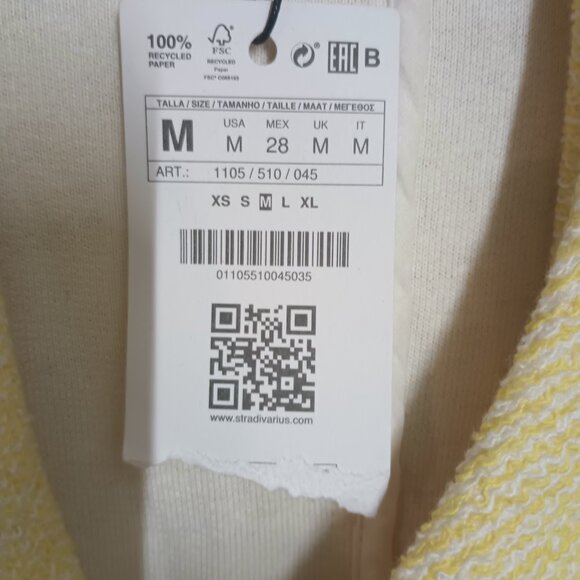 100%
RECYCLED
PAPER
FSC
RECYCLED
Paper
EAC B
TALLA / SIZE / TAMANHO / TAILLE / MAAT / ΜΕΓΕΘΟΣ
M
USA MEX UK IT
M 28 M M
ART.: 1105 / 510 / 045
XS S M L XL
01105510045035
www.stradivarius.com